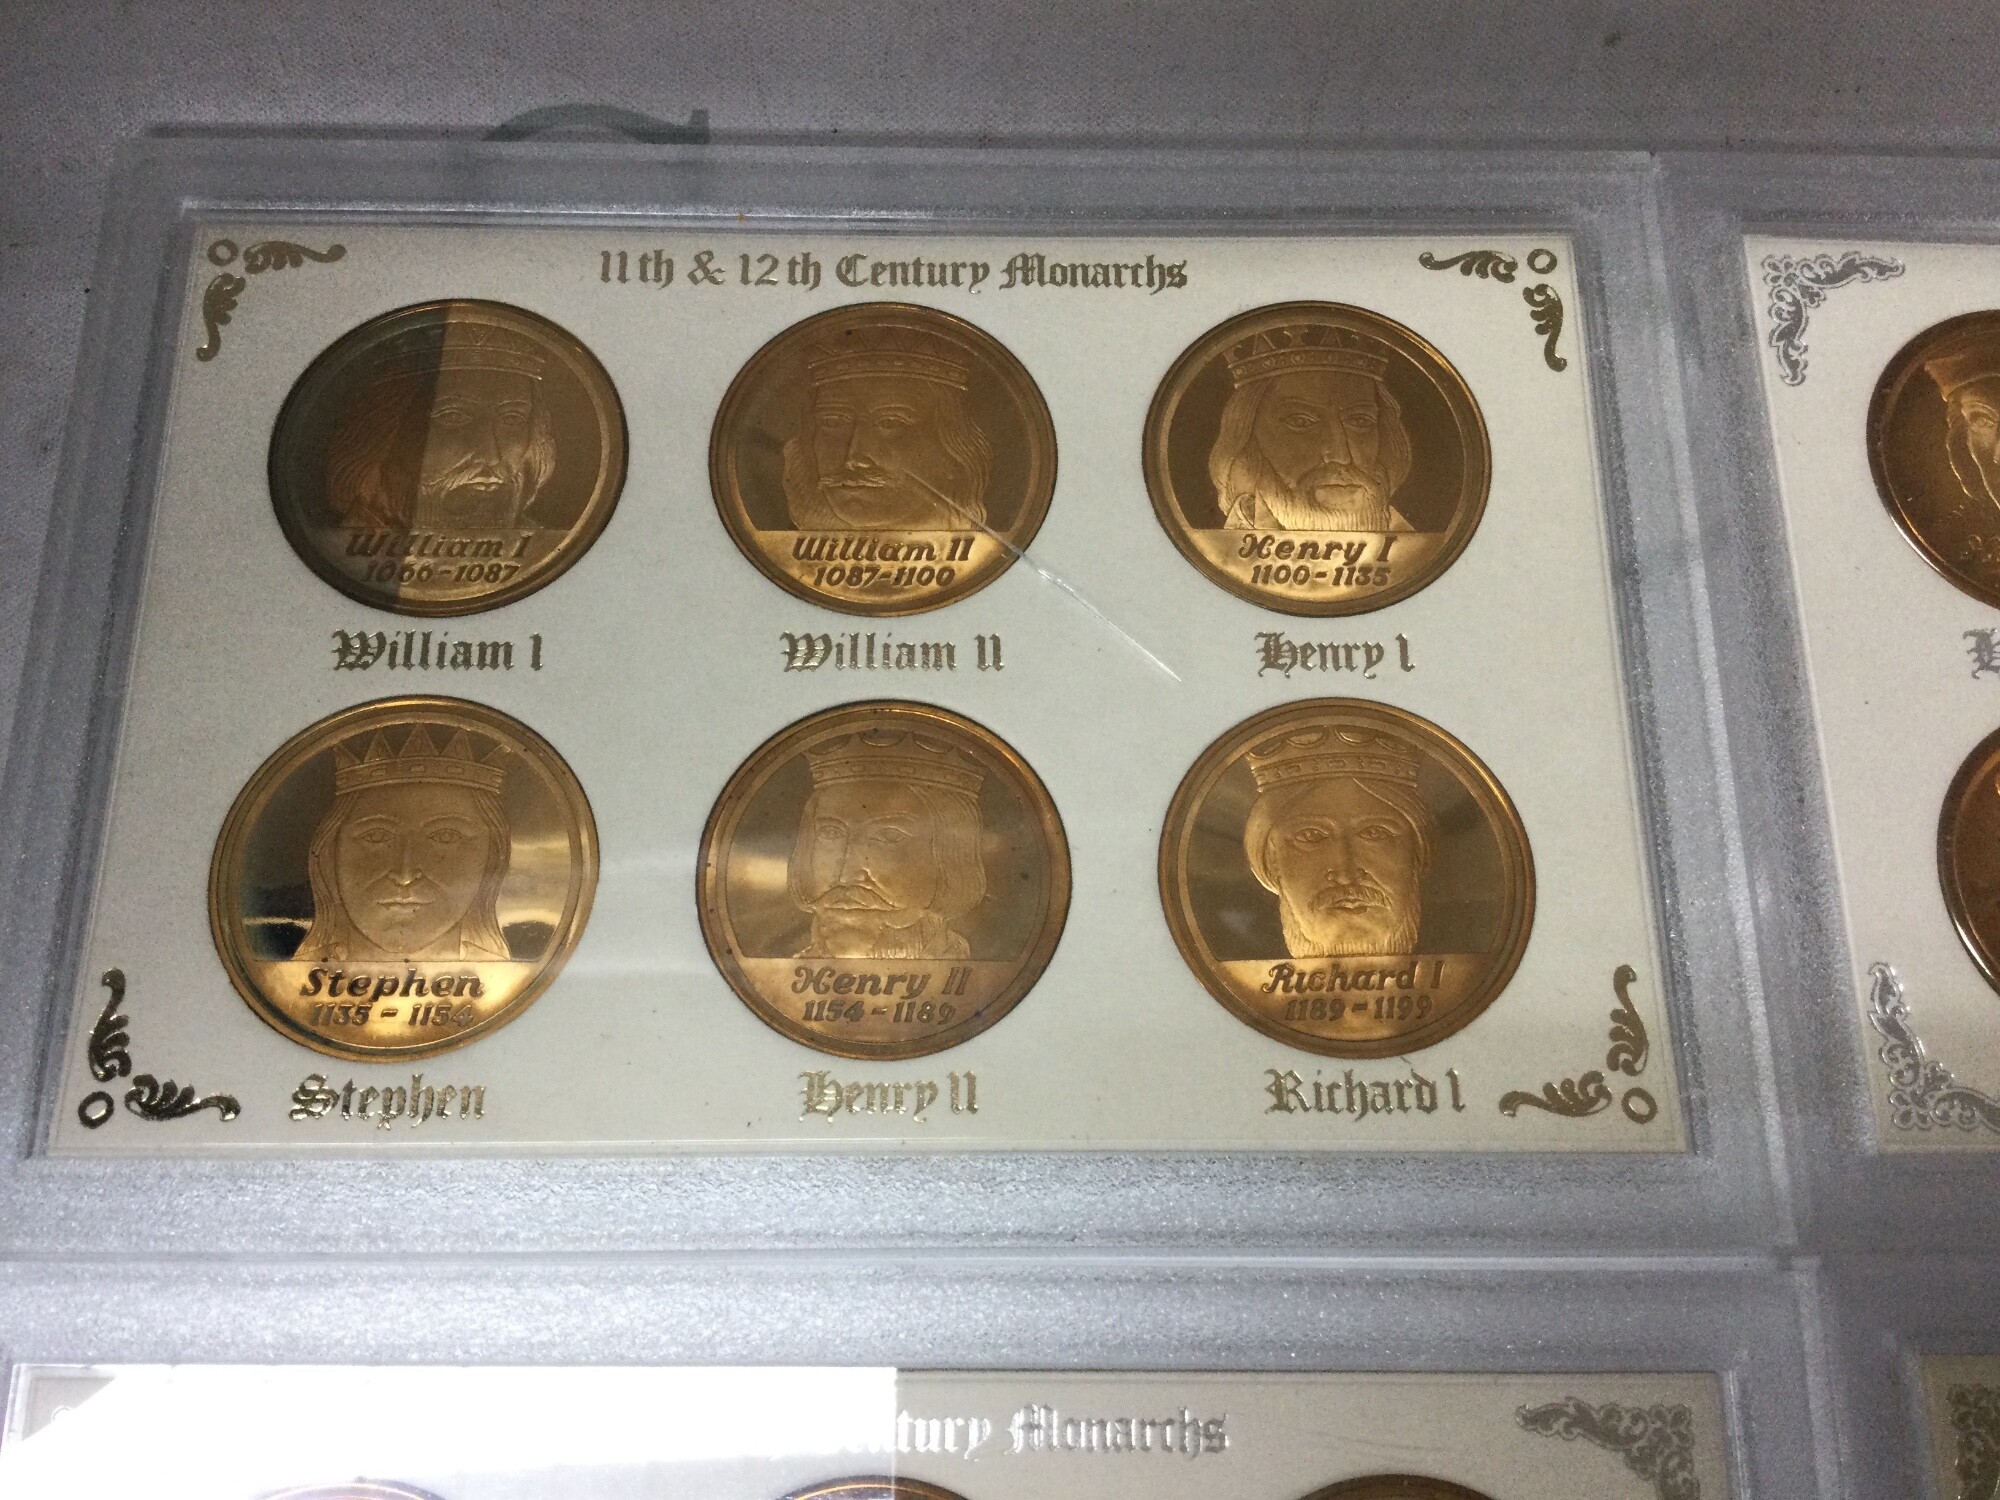 11th & 12th Century Monarchs
William I
1066-1087
William II
1087-1100
Henry I
1100-1135
William I
William II
Henry I
Stephen
1135 - 1154
Henry II
1154 - 1189
Richard I
1189 - 1199
Stephen
Henry II
Richard I
Century Monarchs